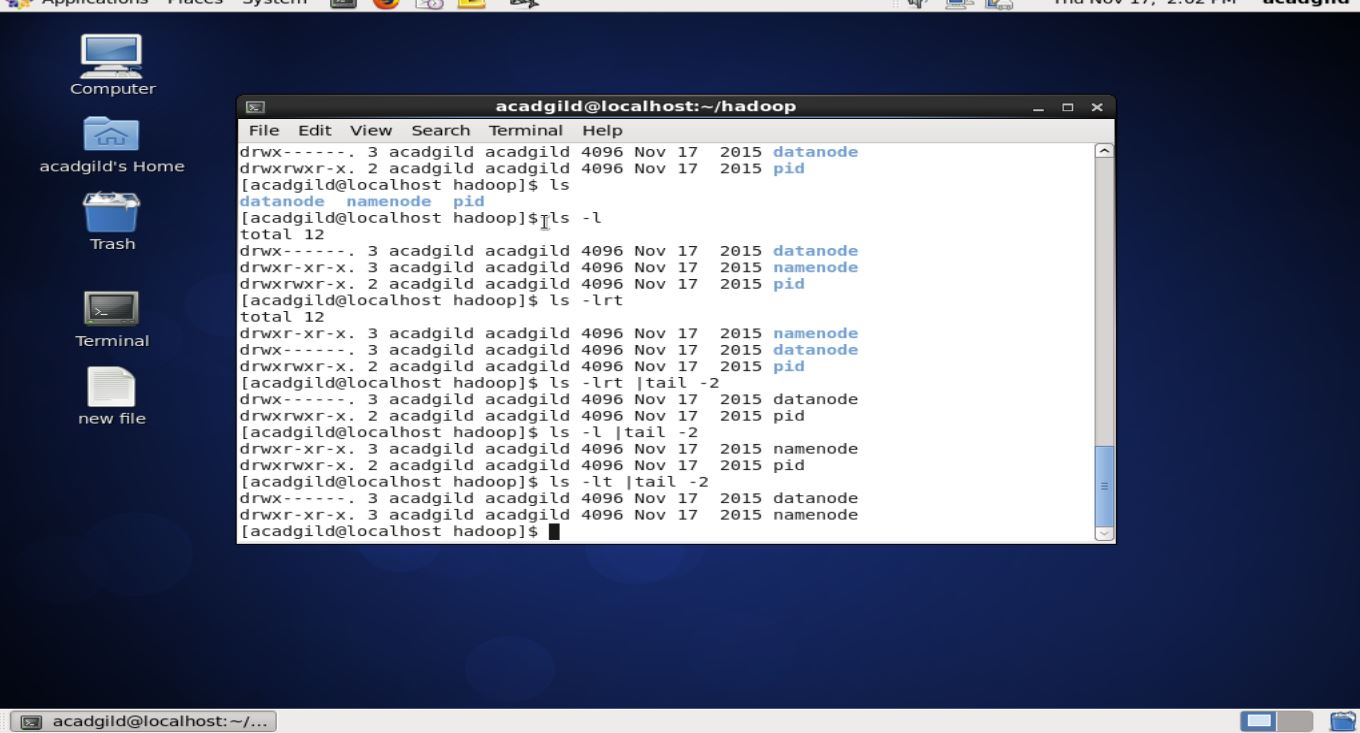 Applications Places System
Thu Nov 17, 2:02 PM acadgild
Computer
acadgild's Home
Trash
Terminal
new file
acadgild@localhost:~/hadoop
File Edit View Search Terminal Help
drwx------. 3 acadgild acadgild 4096 Nov 17  2015 datanode
drwxrwxr-x. 2 acadgild acadgild 4096 Nov 17  2015 pid
[acadgild@localhost hadoop]$ ls
datanode  namenode  pid
[acadgild@localhost hadoop]$ ls -l
total 12
drwx------. 3 acadgild acadgild 4096 Nov 17  2015 datanode
drwxr-xr-x. 3 acadgild acadgild 4096 Nov 17  2015 namenode
drwxrwxr-x. 2 acadgild acadgild 4096 Nov 17  2015 pid
[acadgild@localhost hadoop]$ ls -lrt
total 12
drwxr-xr-x. 3 acadgild acadgild 4096 Nov 17  2015 namenode
drwx------. 3 acadgild acadgild 4096 Nov 17  2015 datanode
drwxrwxr-x. 2 acadgild acadgild 4096 Nov 17  2015 pid
[acadgild@localhost hadoop]$ ls -lrt |tail -2
drwx------. 3 acadgild acadgild 4096 Nov 17  2015 datanode
drwxrwxr-x. 2 acadgild acadgild 4096 Nov 17  2015 pid
[acadgild@localhost hadoop]$ ls -l |tail -2
drwxr-xr-x. 3 acadgild acadgild 4096 Nov 17  2015 namenode
drwxrwxr-x. 2 acadgild acadgild 4096 Nov 17  2015 pid
[acadgild@localhost hadoop]$ ls -lt |tail -2
drwx------. 3 acadgild acadgild 4096 Nov 17  2015 datanode
drwxr-xr-x. 3 acadgild acadgild 4096 Nov 17  2015 namenode
[acadgild@localhost hadoop]$
acadgild@localhost:~/...